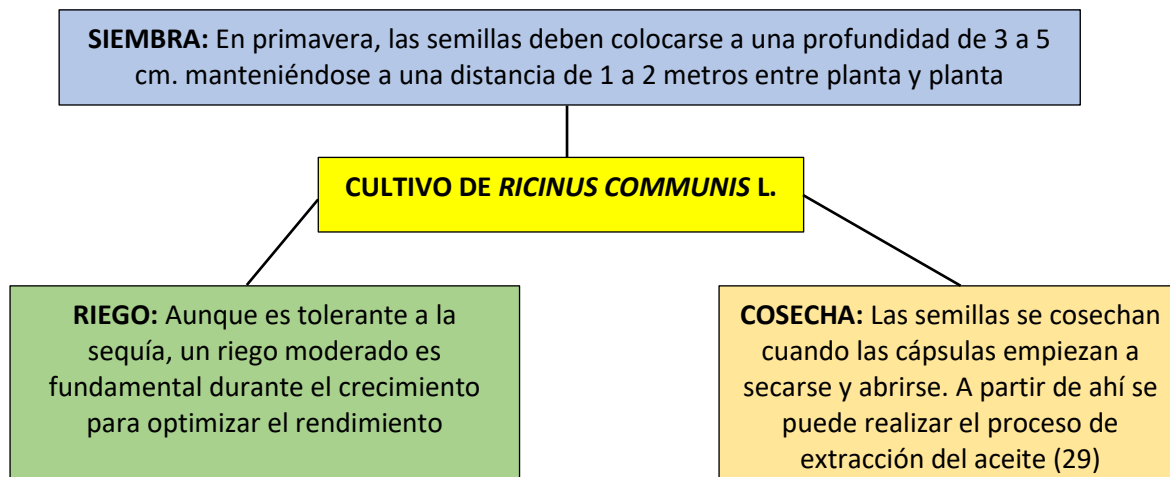 SIEMBRA: En primavera, las semillas deben colocarse a una profundidad de 3 a 5
cm. manteniéndose a una distancia de 1 a 2 metros entre planta y planta
CULTIVO DE RICINUS COMMUNIS L.
RIEGO: Aunque es tolerante a la
sequía, un riego moderado es
fundamental durante el crecimiento
para optimizar el rendimiento
COSECHA: Las semillas se cosechan
cuando las cápsulas empiezan a
secarse y abrirse. A partir de ahí se
puede realizar el proceso de
extracción del aceite (29)